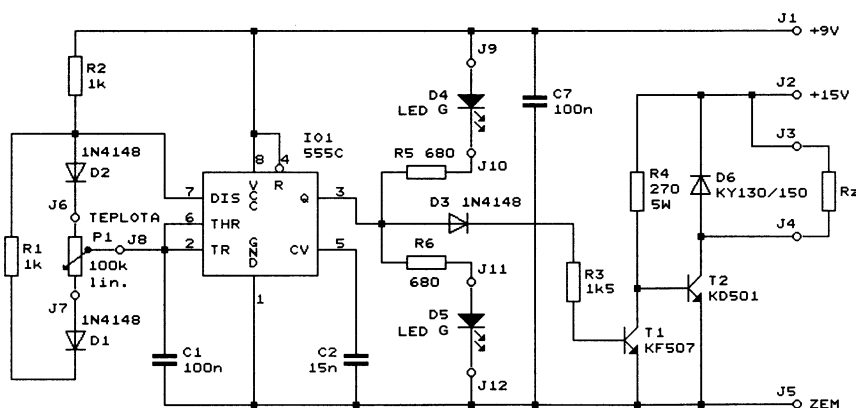 J1
+9V
R2
1k
J9
D4
LED G
C7
100n
J2
+15V
J3
IO1
555C
1N4148
D2
8
4
VCC
R
R5 680
J10
R4
270
5W
D6
KY130/150
Rz
7
DIS
Q
3
D3 1N4148
J6
TEPLOTA
6
THR
J4
R1
1k
P1
100k
lin.
J8
2
TR
GND
CV
5
R6
680
J11
R3
1k5
T2
KD501
J7
1
1N4148
D1
D5
LED G
T1
KF507
C1
100n
C2
15n
J12
J5
ZEM